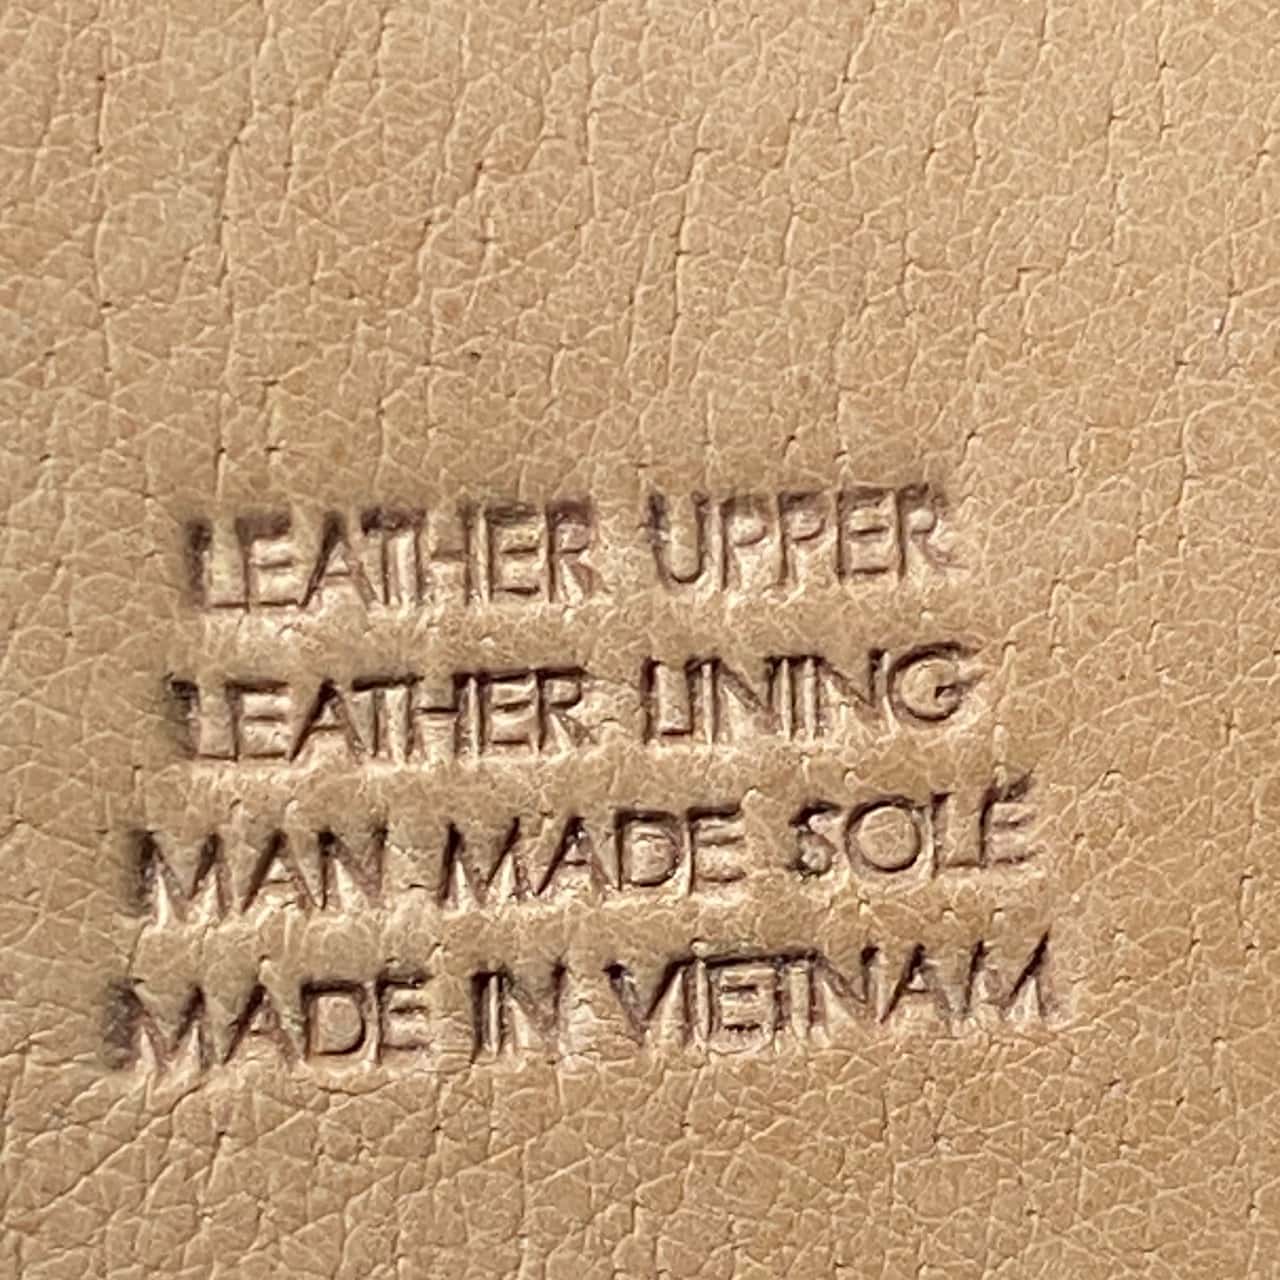 LEATHER UPPER
LEATHER LINING
MAN MADE SOLE
MADE IN VIETNAM